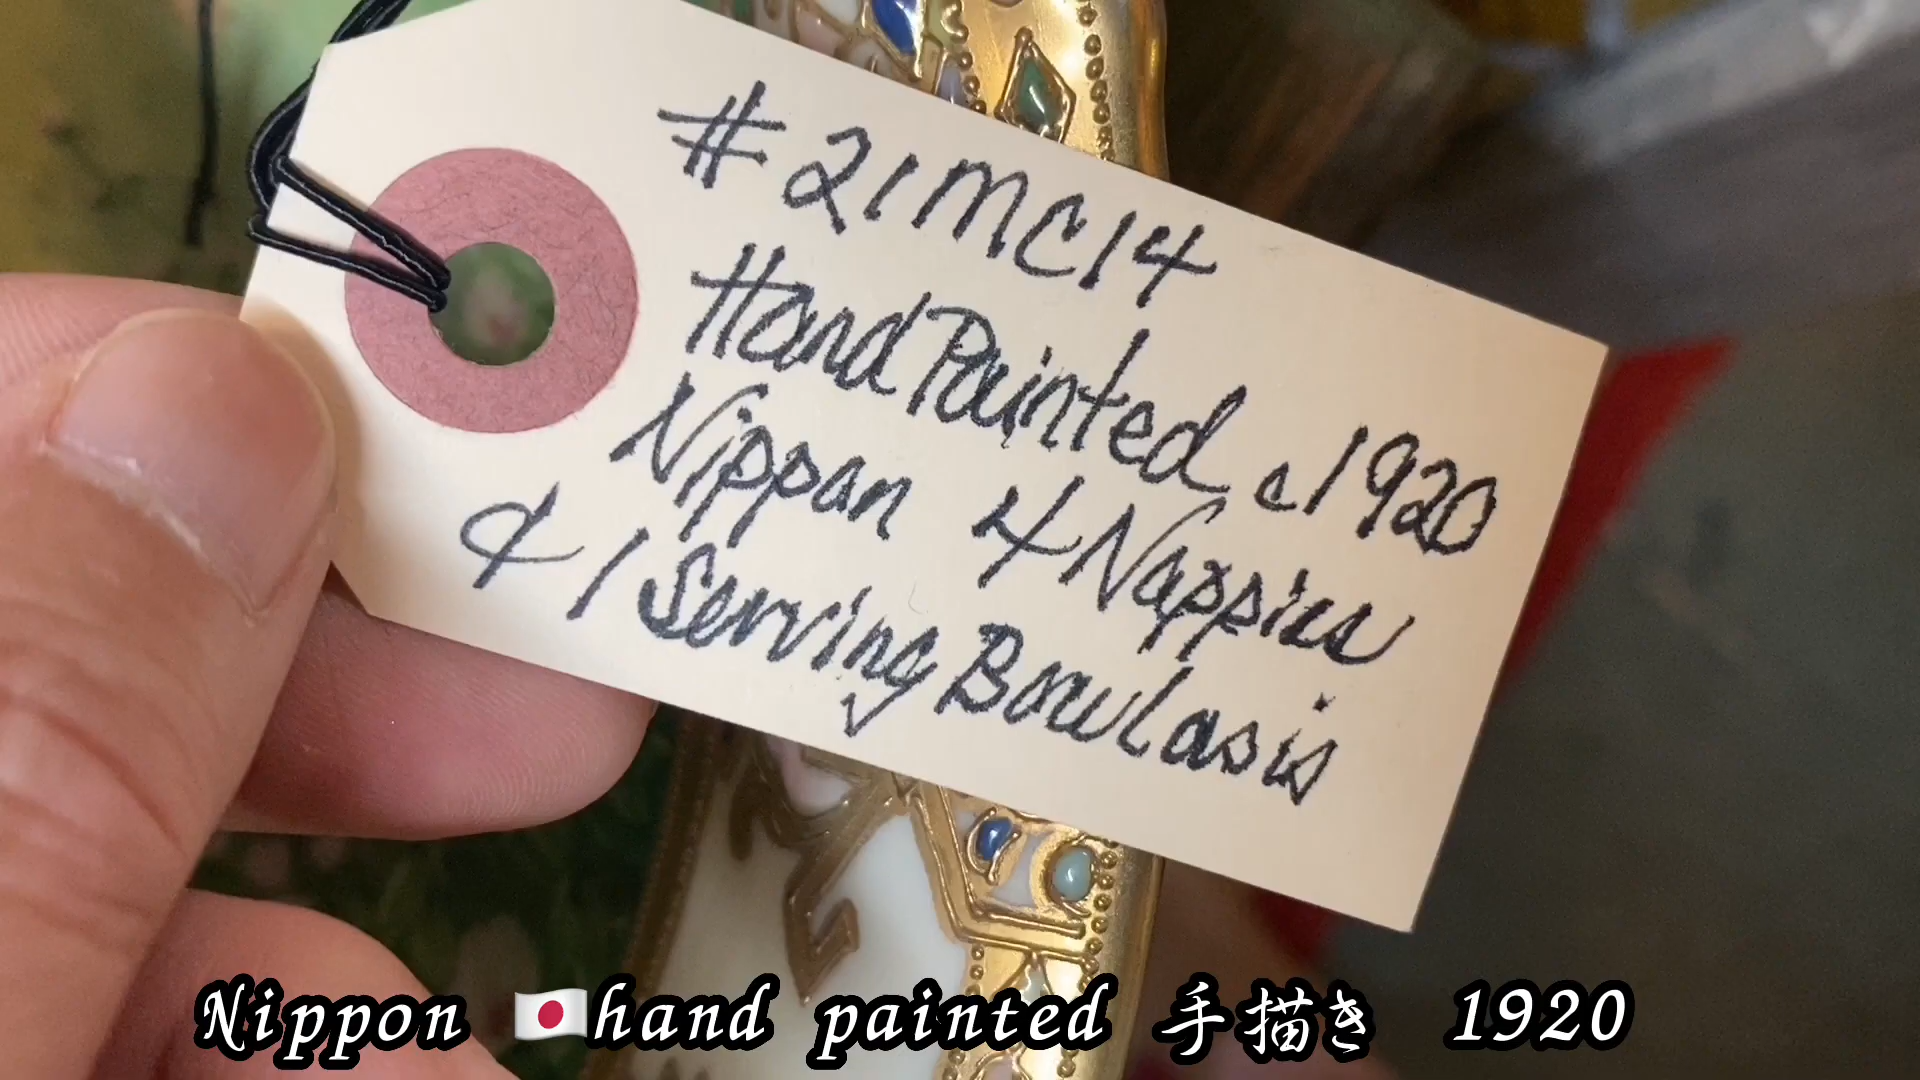 #21MC14
Hand Painted c1920
Nippon 4 Nappies
& 1 Serving Bowl as is
Nippon 🇯🇵hand painted 手描き 1920